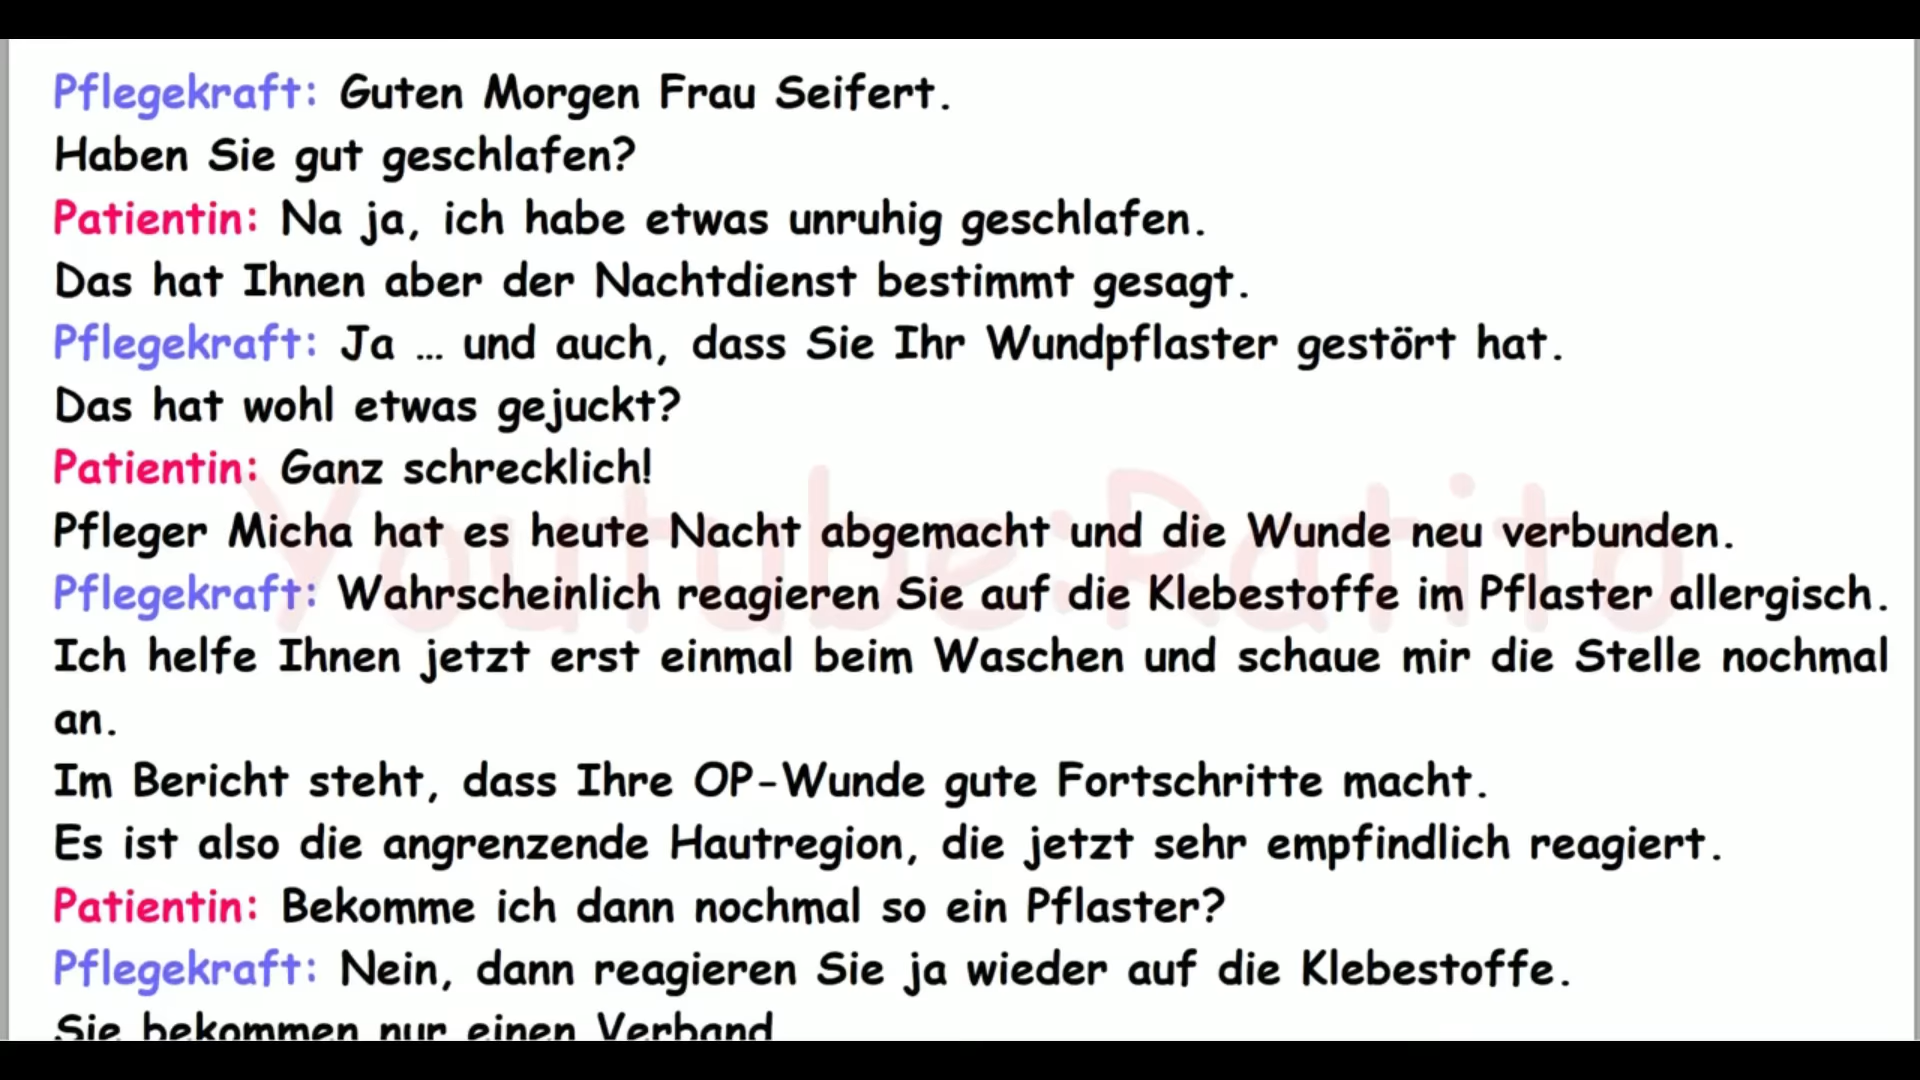 Pflegekraft: Guten Morgen Frau Seifert.
Haben Sie gut geschlafen?
Patientin: Na ja, ich habe etwas unruhig geschlafen.
Das hat Ihnen aber der Nachtdienst bestimmt gesagt.
Pflegekraft: Ja … und auch, dass Sie Ihr Wundpflaster gestört hat.
Das hat wohl etwas gejuckt?
Patientin: Ganz schrecklich!
Pfleger Micha hat es heute Nacht abgemacht und die Wunde neu verbunden.
Youtube:Patito
Pflegekraft: Wahrscheinlich reagieren Sie auf die Klebestoffe im Pflaster allergisch.
Ich helfe Ihnen jetzt erst einmal beim Waschen und schaue mir die Stelle nochmal
an.
Im Bericht steht, dass Ihre OP-Wunde gute Fortschritte macht.
Es ist also die angrenzende Hautregion, die jetzt sehr empfindlich reagiert.
Patientin: Bekomme ich dann nochmal so ein Pflaster?
Pflegekraft: Nein, dann reagieren Sie ja wieder auf die Klebestoffe.
Sie bekommen nur einen Verband